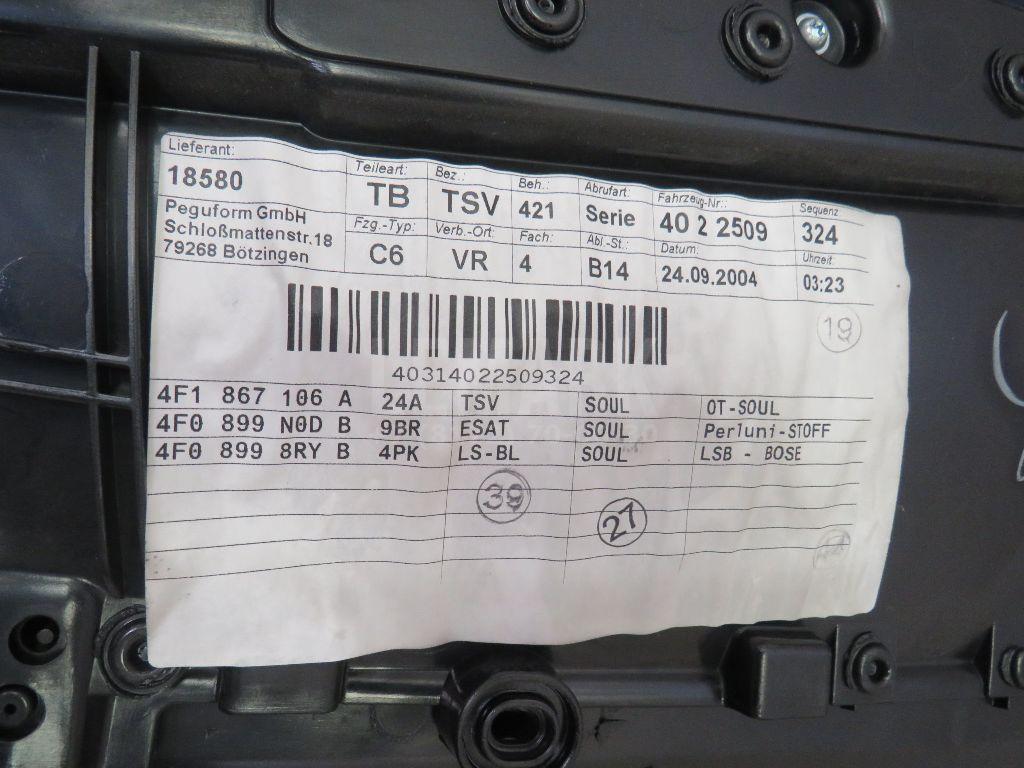 Lieferant: Teileart: Bez.: Beh.: Abrufart: Fahrzeug-Nr.: Sequenz:
18580 TB TSV 421 Serie 40 2 2509 324
Peguform GmbH Fzg.-Typ: Verb.-Ort: Fach: Abl-St.: Datum: Uhrzeit:
Schloßmattenstr.18 C6 VR 4 B14 24.09.2004 03:23
79268 Bötzingen
19
40314022509324
4F1 867 106 A 24A TSV SOUL OT-SOUL
4F0 899 N0D B 9BR ESAT SOUL Perluni-STOFF
4F0 899 8RY B 4PK LS-BL SOUL LSB - BOSE
39
27